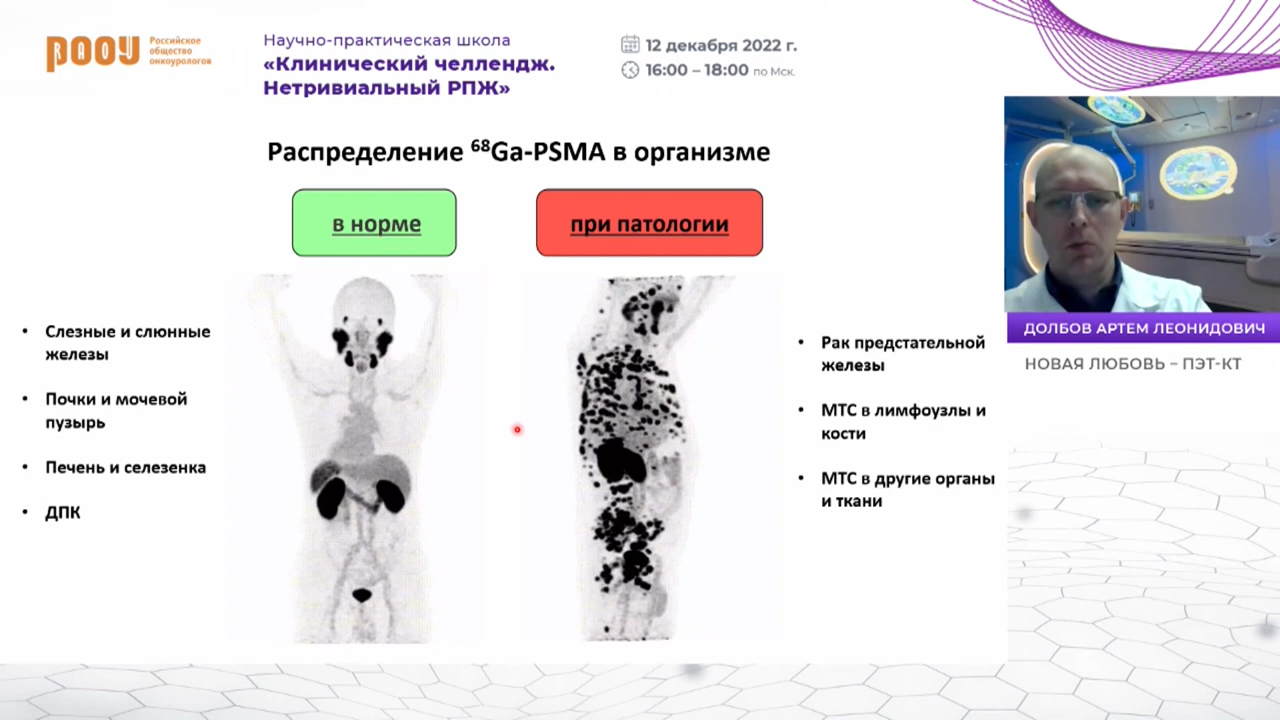 РАОУ
Российское
общество
онкоурологов
Научно-практическая школа
«Клинический челлендж.
Нетривиальный РПЖ»
12 декабря 2022 г.
16:00 – 18:00 по Мск.
Распределение ⁶⁸Ga-PSMA в организме
в норме
при патологии
• Слезные и слюнные
железы
• Почки и мочевой
пузырь
• Печень и селезенка
• ДПК
• Рак предстательной
железы
• МТС в лимфоузлы и
кости
• МТС в другие органы
и ткани
ДОЛБОВ АРТЕМ ЛЕОНИДОВИЧ
НОВАЯ ЛЮБОВЬ – ПЭТ-КТ